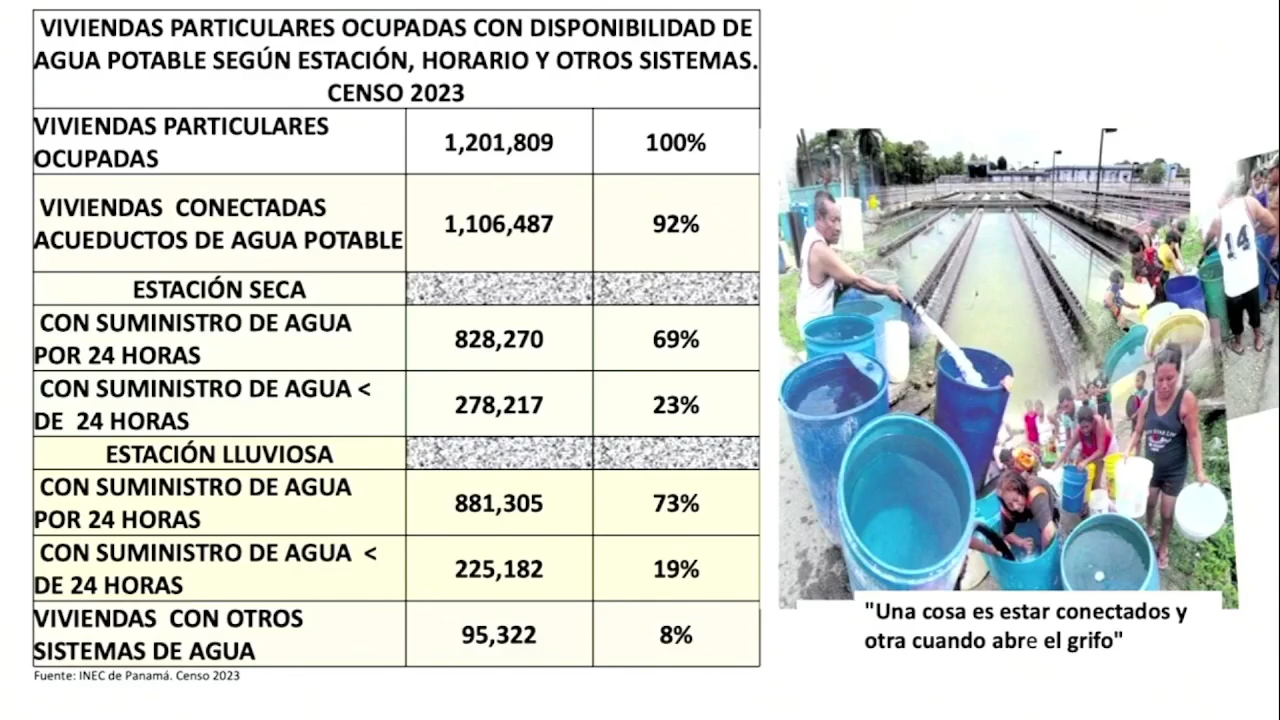 VIVIENDAS PARTICULARES OCUPADAS CON DISPONIBILIDAD DE
AGUA POTABLE SEGÚN ESTACIÓN, HORARIO Y OTROS SISTEMAS.
CENSO 2023
VIVIENDAS PARTICULARES
OCUPADAS
1,201,809
100%
VIVIENDAS CONECTADAS
ACUEDUCTOS DE AGUA POTABLE
1,106,487
92%
ESTACIÓN SECA
CON SUMINISTRO DE AGUA
POR 24 HORAS
828,270
69%
CON SUMINISTRO DE AGUA <
DE 24 HORAS
278,217
23%
ESTACIÓN LLUVIOSA
CON SUMINISTRO DE AGUA
POR 24 HORAS
881,305
73%
CON SUMINISTRO DE AGUA <
DE 24 HORAS
225,182
19%
VIVIENDAS CON OTROS
SISTEMAS DE AGUA
95,322
8%
Fuente: INEC de Panamá. Censo 2023
14
"Una cosa es estar conectados y
otra cuando abre el grifo"